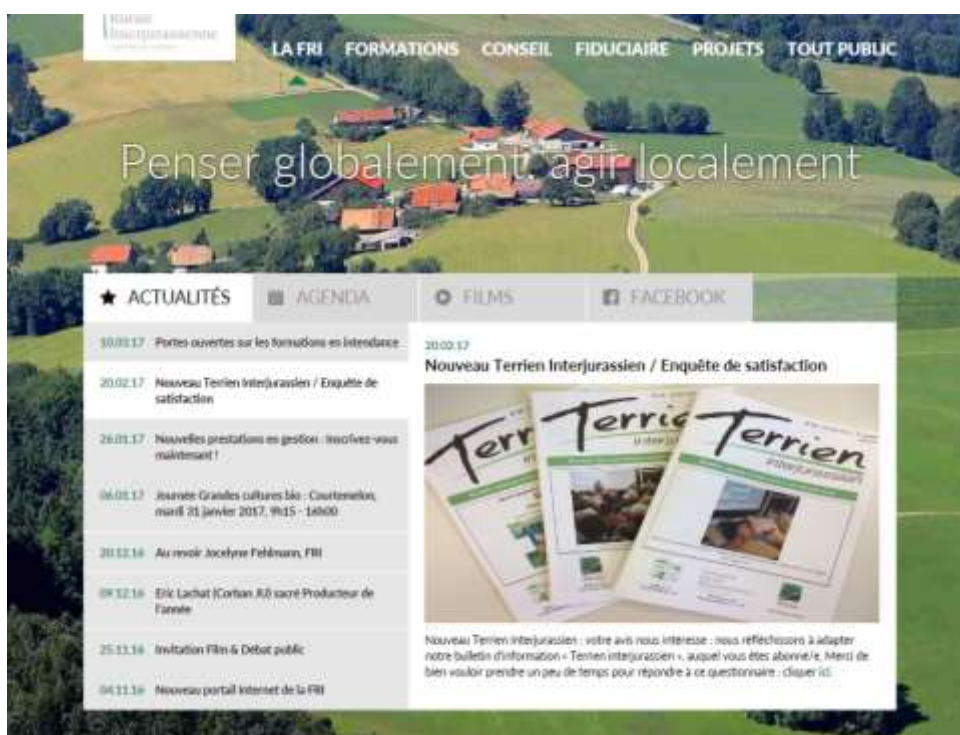 Rurale
Interjurassienne
LA FRI FORMATIONS CONSEIL FIDUCIAIRE PROJETS TOUT PUBLIC
Penser globalement, agir localement
ACTUALITÉS AGENDA FILMS FACEBOOK
10.03.17 Portes ouvertes sur les formations en intendance
20.02.17 Nouveau Terrien Interjurassien / Enquête de
satisfaction
26.01.17 Nouvelles prestations en gestion : inscrivez-vous
maintenant !
06.01.17 Journée Grandes cultures bio : Courtemelon,
mardi 31 janvier 2017, 9h15 - 16h00
20.12.16 Au revoir Jocelyne Fehlmann, FRI
09.12.16 Eric Lachat (Corban JU) sacré Producteur de
l'année
25.11.16 Invitation Film & Débat public
04.11.16 Nouveau portail Internet de la FRI
20.02.17
Nouveau Terrien Interjurassien / Enquête de satisfaction
Terrien
Terrien
Terrien
interjurassien
Nouveau Terrien Interjurassien : votre avis nous intéresse : nous réfléchissons à adapter
notre bulletin d'information « Terrien interjurassien », auquel vous êtes abonné/e. Merci de
bien vouloir prendre un peu de temps pour répondre à ce questionnaire : cliquer ici.